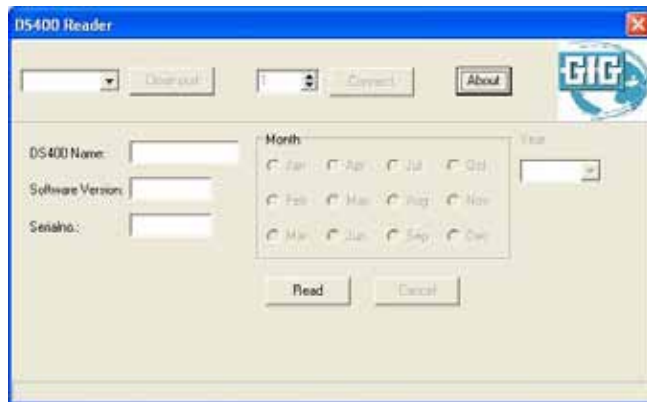 DS400 Reader
1 Connect About GIG
DS400 Name: Month Year
Jan Apr Jul Oct
Software Version:
Feb May Aug Nov
Serialno.:
Mar Jun Sep Dec
Read Cancel